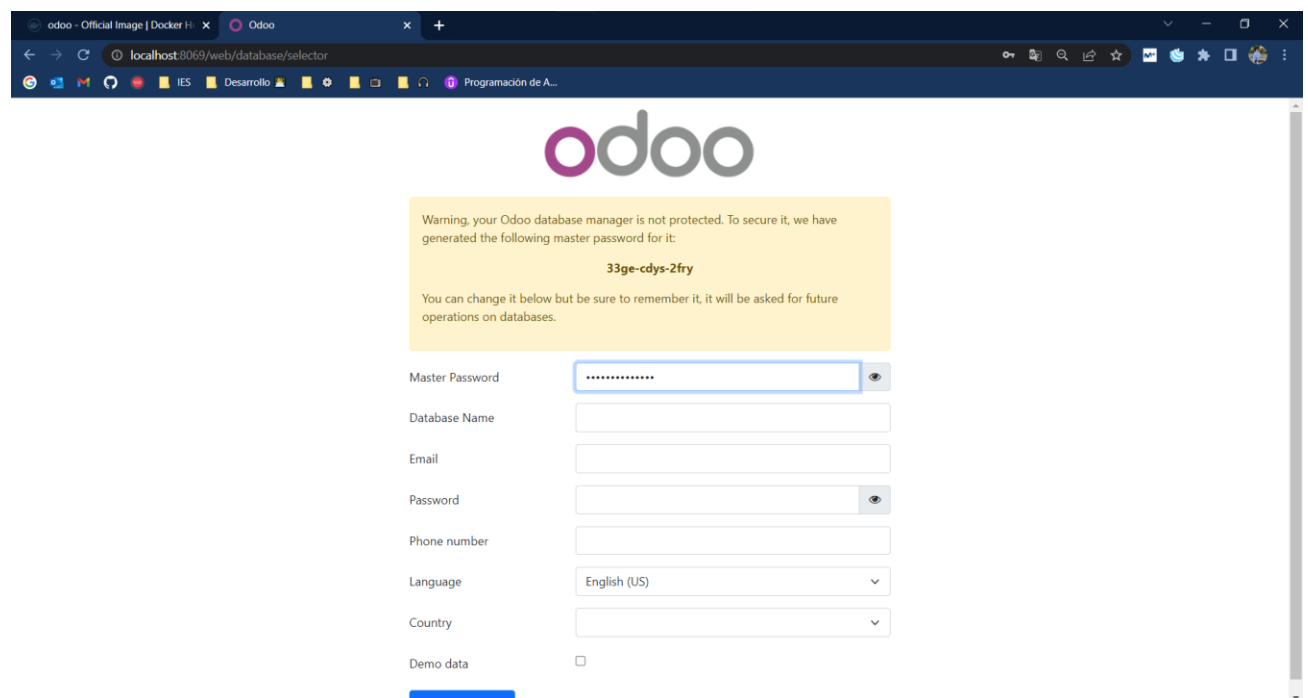 odoo - Official Image | Docker H
Odoo
localhost:8069/web/database/selector
IES
Desarrollo
Programación de A...
odoo
Warning, your Odoo database manager is not protected. To secure it, we have
generated the following master password for it:
33ge-cdys-2fry
You can change it below but be sure to remember it, it will be asked for future
operations on databases.
Master Password
••••••••••••••
Database Name
Email
Password
Phone number
Language
English (US)
Country
Demo data